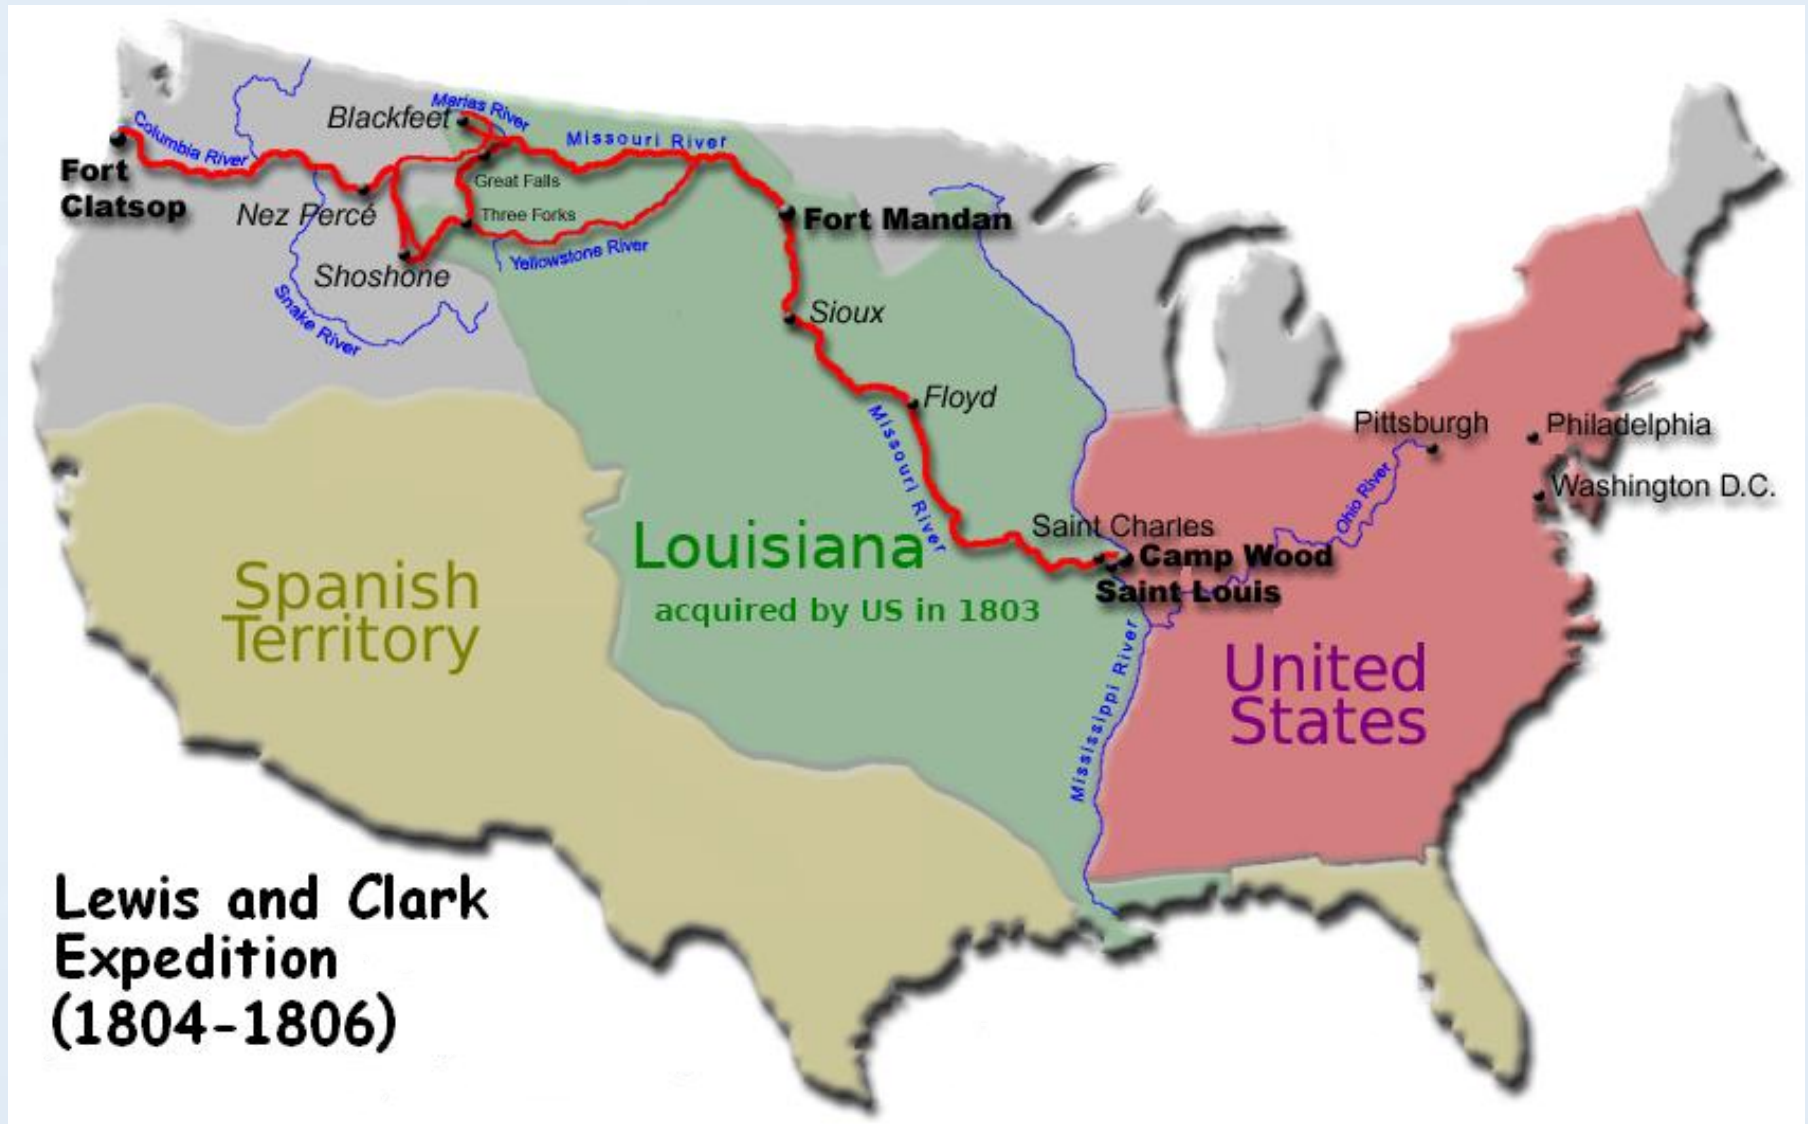 Marias River
Blackfeet
Columbia River
Missouri River
Fort
Clatsop
Great Falls
Nez Percé
Three Forks
Fort Mandan
Yellowstone River
Shoshone
Snake River
Sioux
Floyd
Missouri River
Pittsburgh
Philadelphia
Ohio River
Washington D.C.
Saint Charles
Camp Wood
Saint Louis
Louisiana
acquired by US in 1803
Spanish
Territory
Mississippi River
United
States
Lewis and Clark
Expedition
(1804-1806)